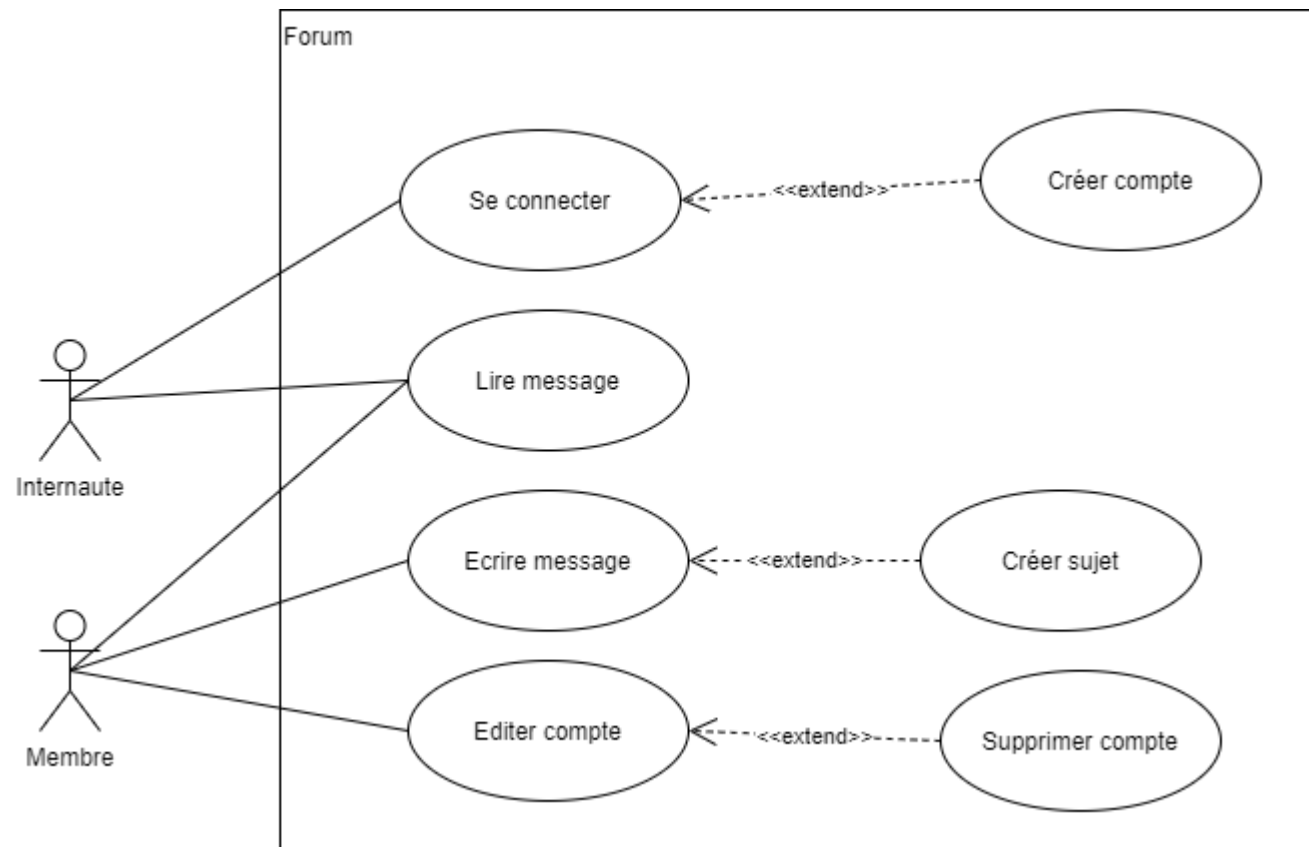 Forum
Se connecter
<<extend>>
Créer compte
Lire message
Internaute
Ecrire message
<<extend>>
Créer sujet
Membre
Editer compte
<<extend>>
Supprimer compte